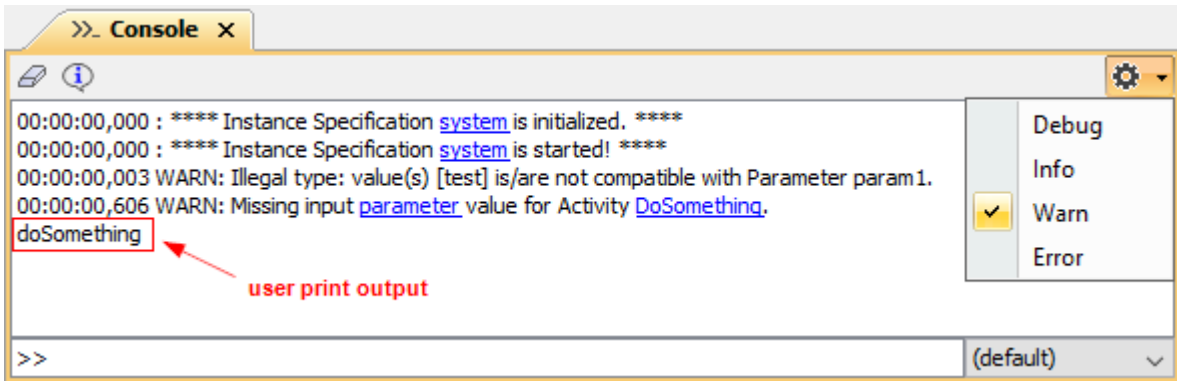 Console
00:00:00,000 : **** Instance Specification system is initialized. ****
00:00:00,000 : **** Instance Specification system is started! ****
00:00:00,003 WARN: Illegal type: value(s) [test] is/are not compatible with Parameter param1.
00:00:00,606 WARN: Missing input parameter value for Activity DoSomething.
doSomething
user print output
Debug
Info
Warn
Error
>>
(default)